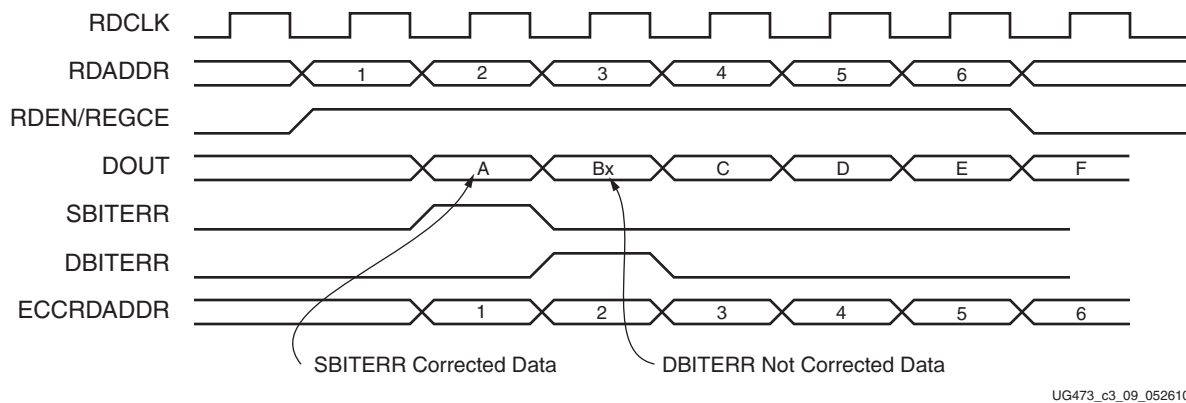 RDCLK
RDADDR 1 2 3 4 5 6
RDEN/REGCE
DOUT A Bx C D E F
SBITERR
DBITERR
ECCRDADDR 1 2 3 4 5 6
SBITERR Corrected Data DBITERR Not Corrected Data
UG473_c3_09_052610